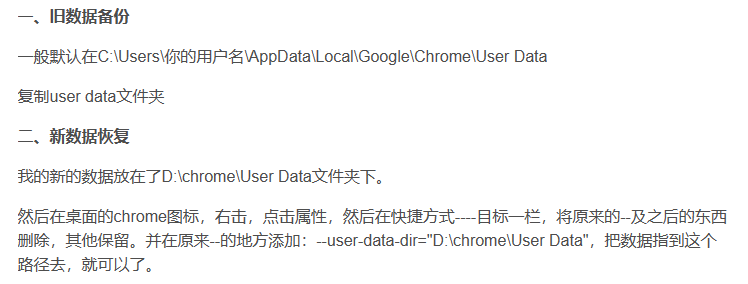 一、旧数据备份
一般默认在C:\Users\你的用户名\AppData\Local\Google\Chrome\User Data
复制user data文件夹
二、新数据恢复
我的新的数据放在了D:\chrome\User Data文件夹下。
然后在桌面的chrome图标，右击，点击属性，然后在快捷方式----目标一栏，将原来的--及之后的东西
删除，其他保留。并在原来--的地方添加：--user-data-dir="D:\chrome\User Data"，把数据指到这个
路径去，就可以了。